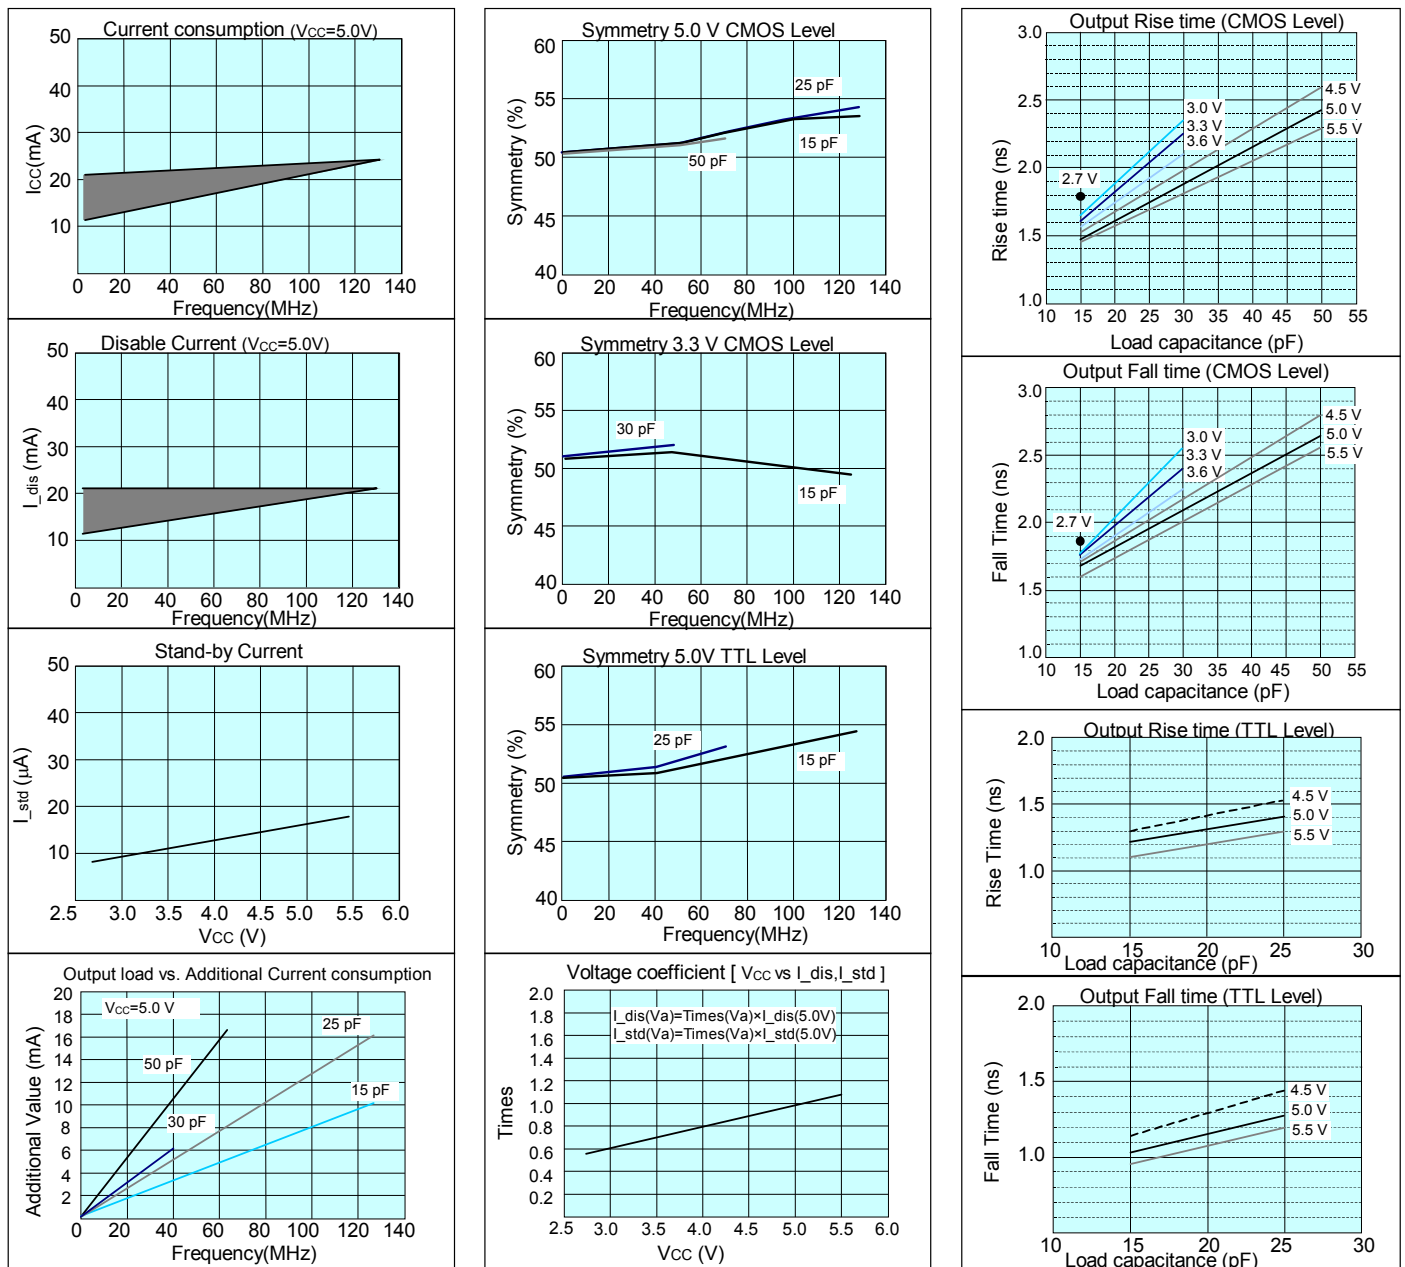 Current consumption (VCC=5.0V)
50
40
30
20
10
ICC(mA)
0 20 40 60 80 100 120 140
Frequency(MHz)
Disable Current (VCC=5.0V)
50
40
30
20
10
I_dis (mA)
0 20 40 60 80 100 120 140
Frequency(MHz)
Stand-by Current
50
40
30
20
10
I_std (µA)
2.5 3.0 3.5 4.0 4.5 5.0 5.5 6.0
VCC (V)
Output load vs. Additional Current consumption
20
18
16
14
12
10
8
6
4
2
Additional Value (mA)
VCC=5.0 V
25 pF
50 pF
15 pF
30 pF
0 20 40 60 80 100 120 140
Frequency(MHz)
Symmetry 5.0 V CMOS Level
60
55
50
45
40
Symmetry (%)
25 pF
15 pF
50 pF
0 20 40 60 80 100 120 140
Frequency(MHz)
Symmetry 3.3 V CMOS Level
60
55
50
45
40
Symmetry (%)
30 pF
15 pF
0 20 40 60 80 100 120 140
Frequency(MHz)
Symmetry 5.0V TTL Level
60
55
50
45
40
Symmetry (%)
25 pF
15 pF
0 20 40 60 80 100 120 140
Frequency(MHz)
Voltage coefficient [ VCC vs I_dis,I_std ]
2.0
1.8
1.6
1.4
1.2
1.0
0.8
0.6
0.4
0.2
Times
I_dis(Va)=Times(Va)×I_dis(5.0V)
I_std(Va)=Times(Va)×I_std(5.0V)
2.5 3.0 3.5 4.0 4.5 5.0 5.5 6.0
VCC (V)
Output Rise time (CMOS Level)
3.0
2.5
2.0
1.5
1.0
Rise time (ns)
4.5 V
5.0 V
5.5 V
3.0 V
3.3 V
3.6 V
2.7 V
10 15 20 25 30 35 40 45 50 55
Load capacitance (pF)
Output Fall time (CMOS Level)
3.0
2.5
2.0
1.5
1.0
Fall Time (ns)
4.5 V
5.0 V
5.5 V
3.0 V
3.3 V
3.6 V
2.7 V
10 15 20 25 30 35 40 45 50 55
Load capacitance (pF)
Output Rise time (TTL Level)
2.0
1.5
1.0
Rise Time (ns)
4.5 V
5.0 V
5.5 V
10 15 20 25 30
Load capacitance (pF)
Output Fall time (TTL Level)
2.0
1.5
1.0
Fall Time (ns)
4.5 V
5.0 V
5.5 V
10 15 20 25 30
Load capacitance (pF)